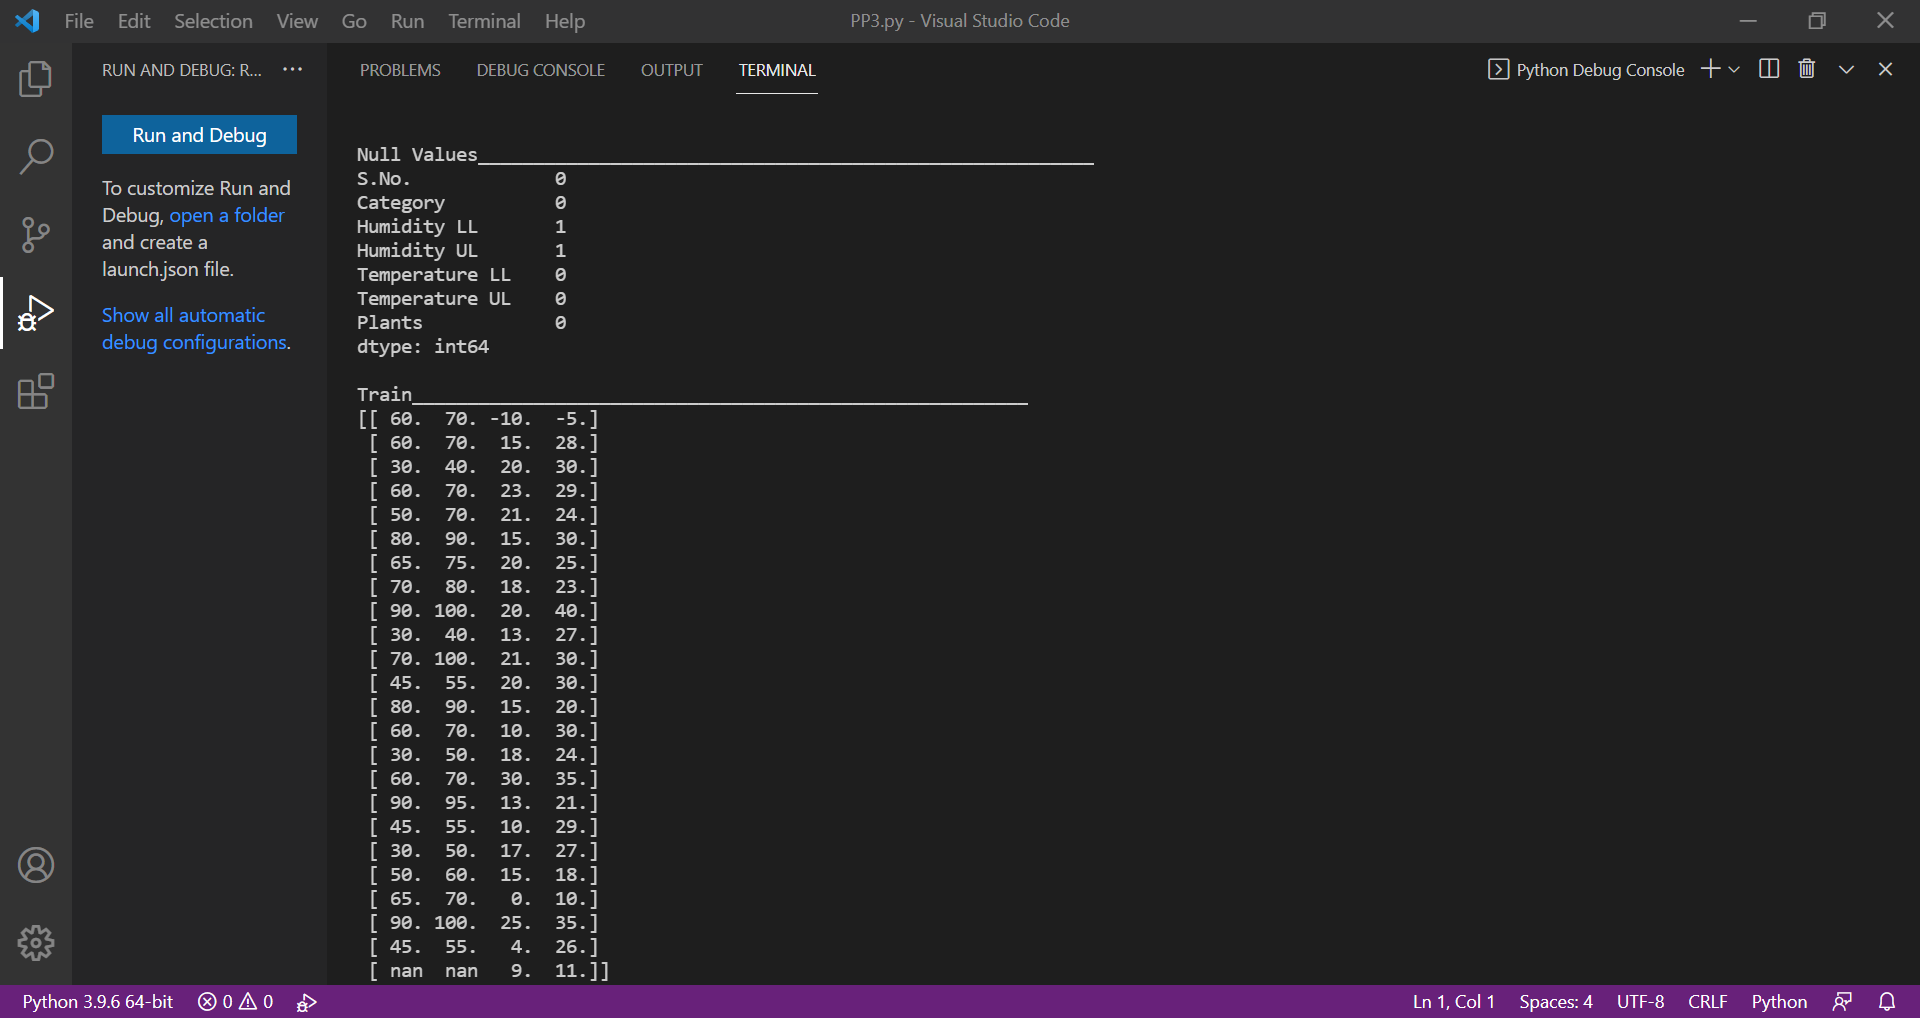 File Edit Selection View Go Run Terminal Help PP3.py - Visual Studio Code
RUN AND DEBUG: R...
Run and Debug
To customize Run and
Debug, open a folder
and create a
launch.json file.
Show all automatic
debug configurations.
PROBLEMS DEBUG CONSOLE OUTPUT TERMINAL Python Debug Console
Null Values________________________________________________________
S.No. 0
Category 0
Humidity LL 1
Humidity UL 1
Temperature LL 0
Temperature UL 0
Plants 0
dtype: int64
Train________________________________________________________
[[ 60. 70. -10. -5.]
[ 60. 70. 15. 28.]
[ 30. 40. 20. 30.]
[ 60. 70. 23. 29.]
[ 50. 70. 21. 24.]
[ 80. 90. 15. 30.]
[ 65. 75. 20. 25.]
[ 70. 80. 18. 23.]
[ 90. 100. 20. 40.]
[ 30. 40. 13. 27.]
[ 70. 100. 21. 30.]
[ 45. 55. 20. 30.]
[ 80. 90. 15. 20.]
[ 60. 70. 10. 30.]
[ 30. 50. 18. 24.]
[ 60. 70. 30. 35.]
[ 90. 95. 13. 21.]
[ 45. 55. 10. 29.]
[ 30. 50. 17. 27.]
[ 50. 60. 15. 18.]
[ 65. 70. 0. 10.]
[ 90. 100. 25. 35.]
[ 45. 55. 4. 26.]
[ nan nan 9. 11.]]
Python 3.9.6 64-bit 0 0 Ln 1, Col 1 Spaces: 4 UTF-8 CRLF Python